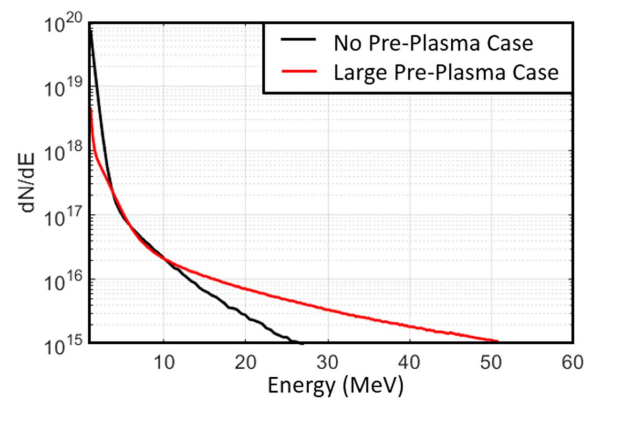 10^20
No Pre-Plasma Case
Large Pre-Plasma Case
10^19
10^18
dN/dE
10^17
10^16
10^15
10 20 30 40 50 60
Energy (MeV)